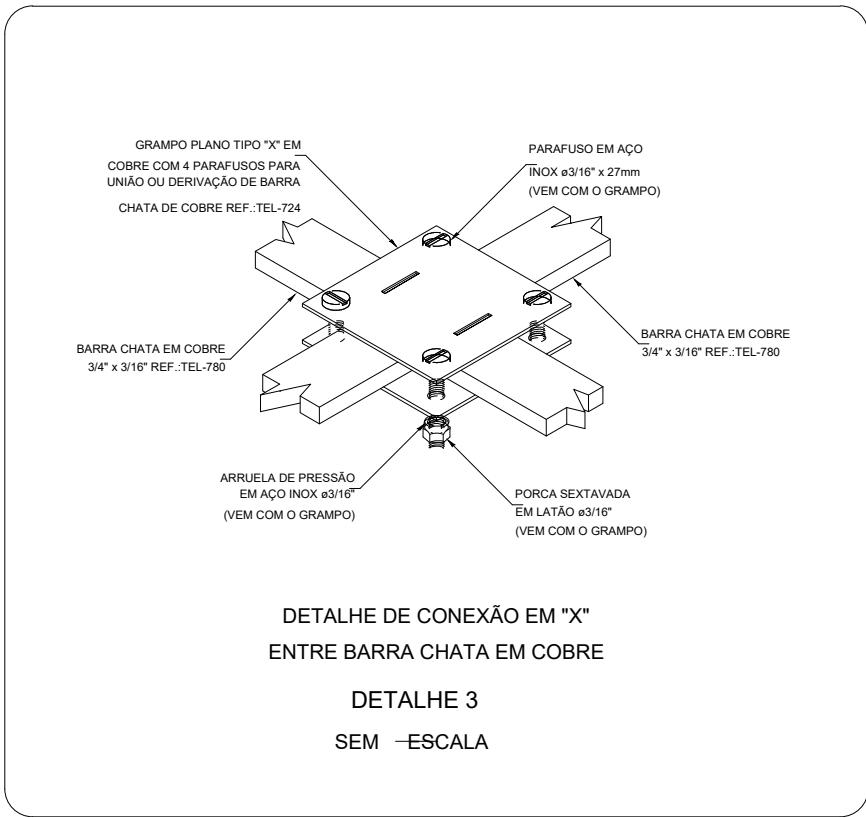 GRAMPO PLANO TIPO "X" EM
COBRE COM 4 PARAFUSOS PARA
UNIÃO OU DERIVAÇÃO DE BARRA
CHATA DE COBRE REF.:TEL-724
PARAFUSO EM AÇO
INOX ø3/16" x 27mm
(VEM COM O GRAMPO)
BARRA CHATA EM COBRE
3/4" x 3/16" REF.:TEL-780
BARRA CHATA EM COBRE
3/4" x 3/16" REF.:TEL-780
ARRUELA DE PRESSÃO
EM AÇO INOX ø3/16"
(VEM COM O GRAMPO)
PORCA SEXTAVADA
EM LATÃO ø3/16"
(VEM COM O GRAMPO)
DETALHE DE CONEXÃO EM "X"
ENTRE BARRA CHATA EM COBRE
DETALHE 3
SEM ESCALA